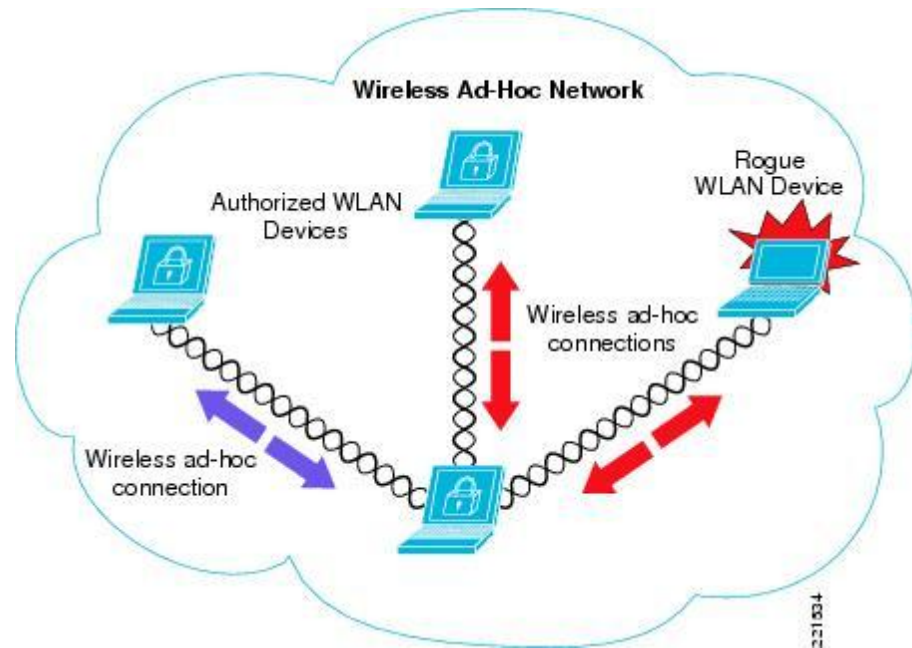 Wireless Ad-Hoc Network
Authorized WLAN
Devices
Rogue
WLAN Device
Wireless ad-hoc
connections
Wireless ad-hoc
connection
221534